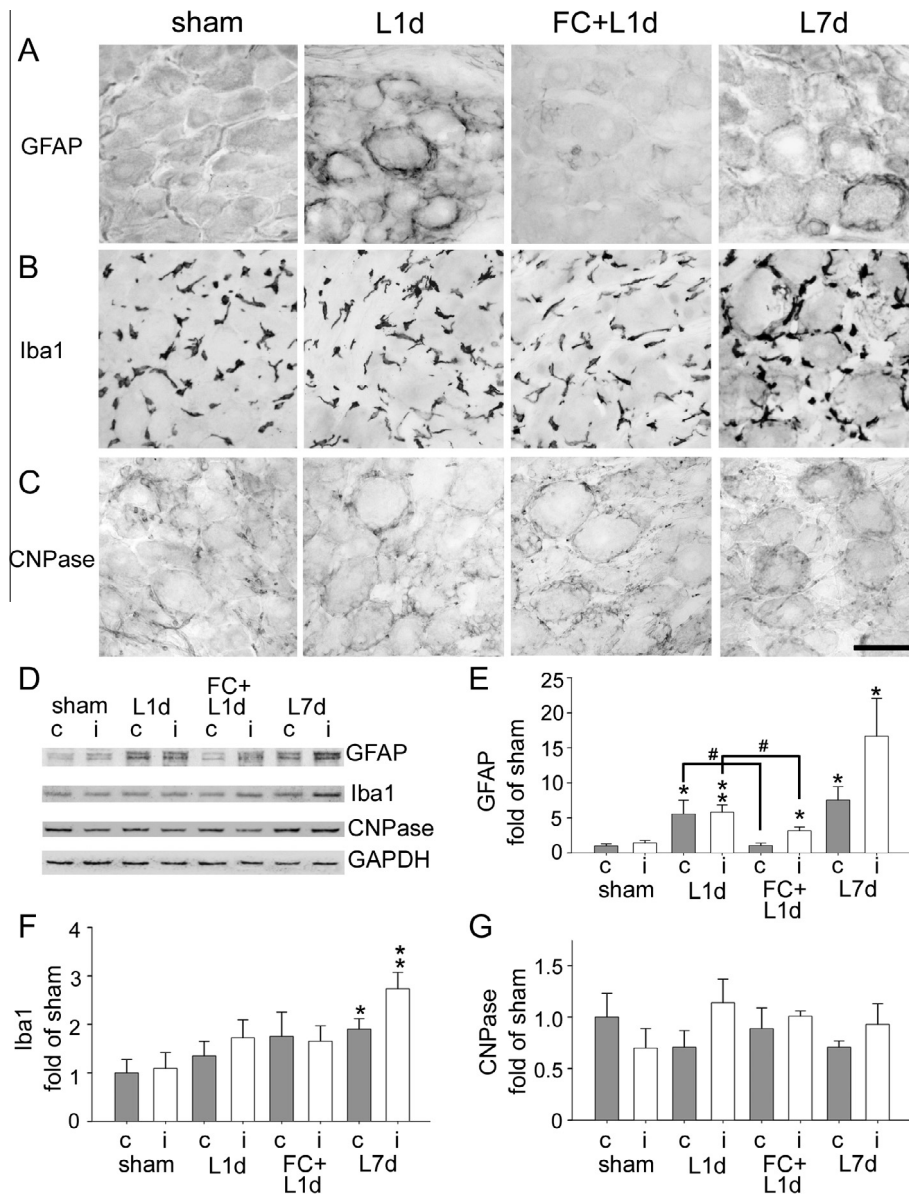 sham L1d FC+L1d L7d
A
GFAP
B
Iba1
C
CNPase
D
sham L1d FC+ L1d L7d
c i c i c i c i
GFAP
Iba1
CNPase
GAPDH
E
GFAP
fold of sham
25
20
15
10
5
0
* ** # # * * *
c i c i c i c i
sham L1d FC+ L1d L7d
F
Iba1
fold of sham
4
3
2
1
0
* **
c i c i c i c i
sham L1d FC+ L1d L7d
G
CNPase
fold of sham
1.5
1.0
0.5
0
c i c i c i c i
sham L1d FC+ L1d L7d